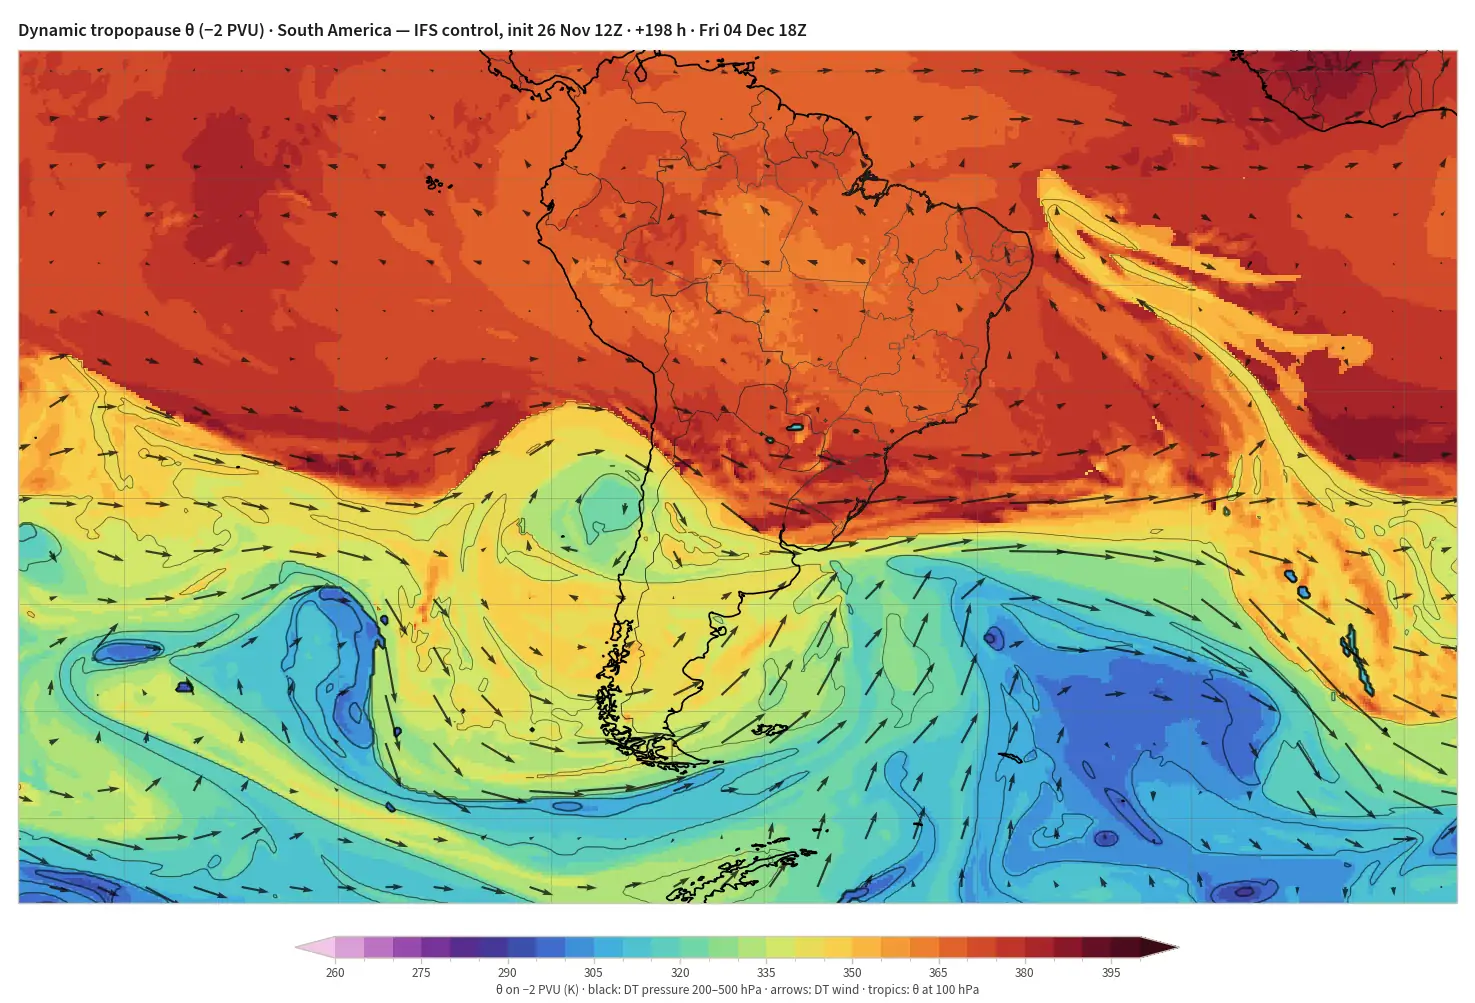 Dynamic tropopause θ (−2 PVU) · South America — IFS control, init 26 Nov 12Z · +198 h · Fri 04 Dec 18Z
260 275 290 305 320 335 350 365 380 395
θ on −2 PVU (K) · black: DT pressure 200–500 hPa · arrows: DT wind · tropics: θ at 100 hPa